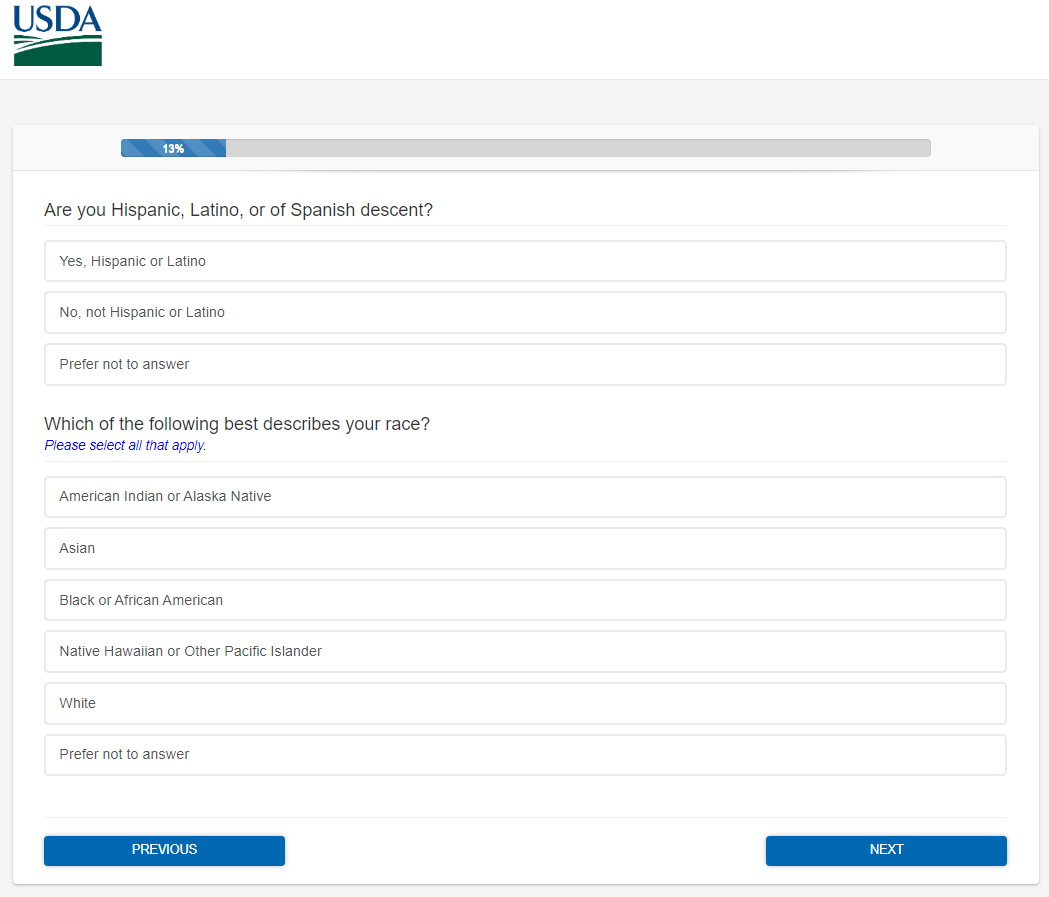 USDA
13%
Are you Hispanic, Latino, or of Spanish descent?
Yes, Hispanic or Latino
No, not Hispanic or Latino
Prefer not to answer
Which of the following best describes your race?
Please select all that apply.
American Indian or Alaska Native
Asian
Black or African American
Native Hawaiian or Other Pacific Islander
White
Prefer not to answer
PREVIOUS
NEXT